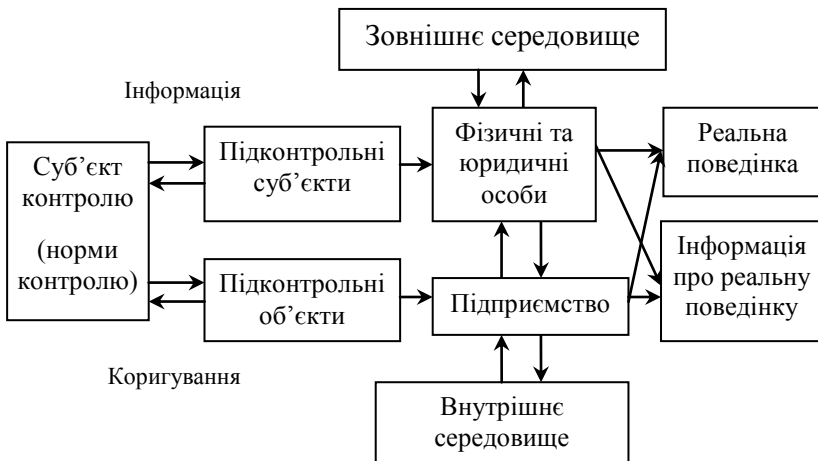 Зовнішнє середовище
Інформація
Суб’єкт
контролю
(норми
контролю)
Підконтрольні
суб’єкти
Фізичні та
юридичні
особи
Реальна
поведінка
Підконтрольні
об’єкти
Підприємство
Інформація
про реальну
поведінку
Коригування
Внутрішнє
середовище